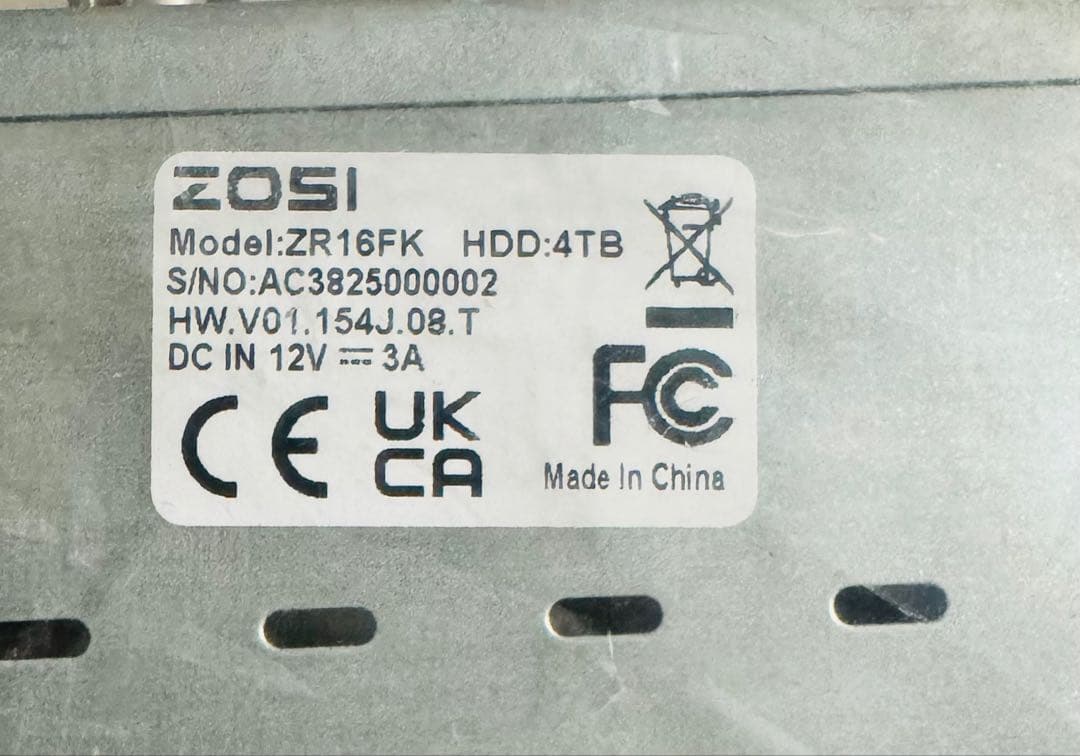 ZOSI
Model:ZR16FK HDD:4TB
S/NO:AC3825000002
HW.V01.154J.08.T
DC IN 12V ⎓ 3A
CE UK CA FC
Made In China